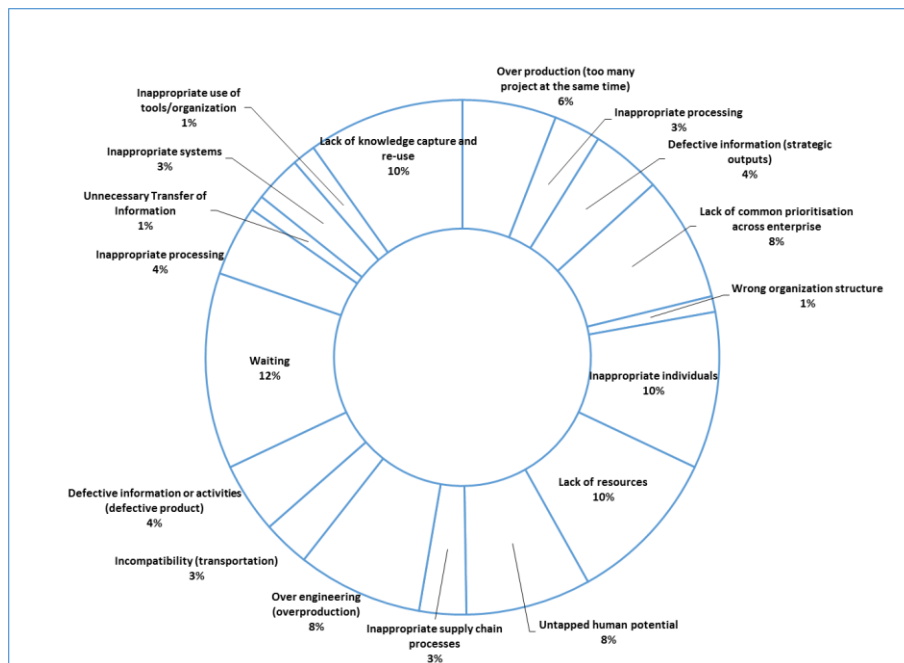 Over production (too many
project at the same time)
6%
Inappropriate processing
3%
Defective information (strategic
outputs)
4%
Lack of common prioritisation
across enterprise
8%
Wrong organization structure
1%
Inappropriate individuals
10%
Lack of resources
10%
Untapped human potential
8%
Inappropriate supply chain
processes
3%
Over engineering
(overproduction)
8%
Incompatibility (transportation)
3%
Defective information or activities
(defective product)
4%
Waiting
12%
Inappropriate processing
4%
Unnecessary Transfer of
Information
1%
Inappropriate systems
3%
Inappropriate use of
tools/organization
1%
Lack of knowledge capture and
re-use
10%